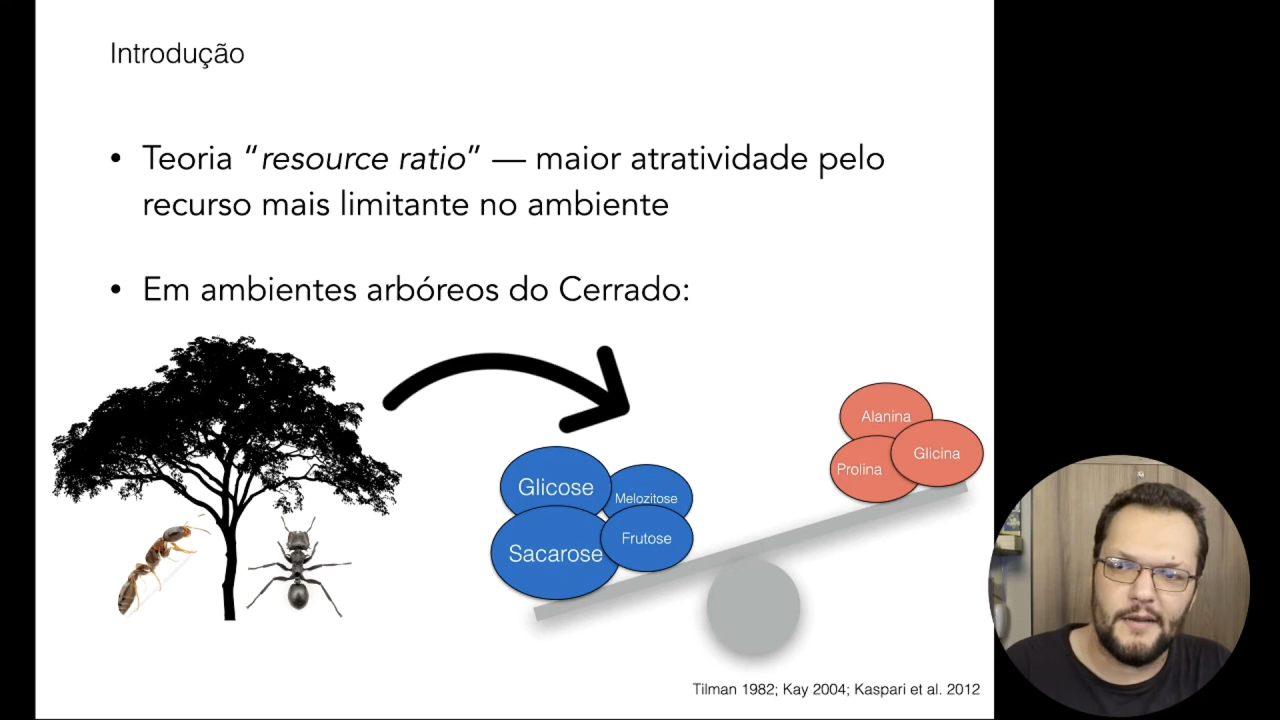 Introdução
• Teoria “resource ratio” — maior atratividade pelo
recurso mais limitante no ambiente
• Em ambientes arbóreos do Cerrado:
Alanina
Prolina
Glicina
Glicose
Melozitose
Sacarose
Frutose
Tilman 1982; Kay 2004; Kaspari et al. 2012